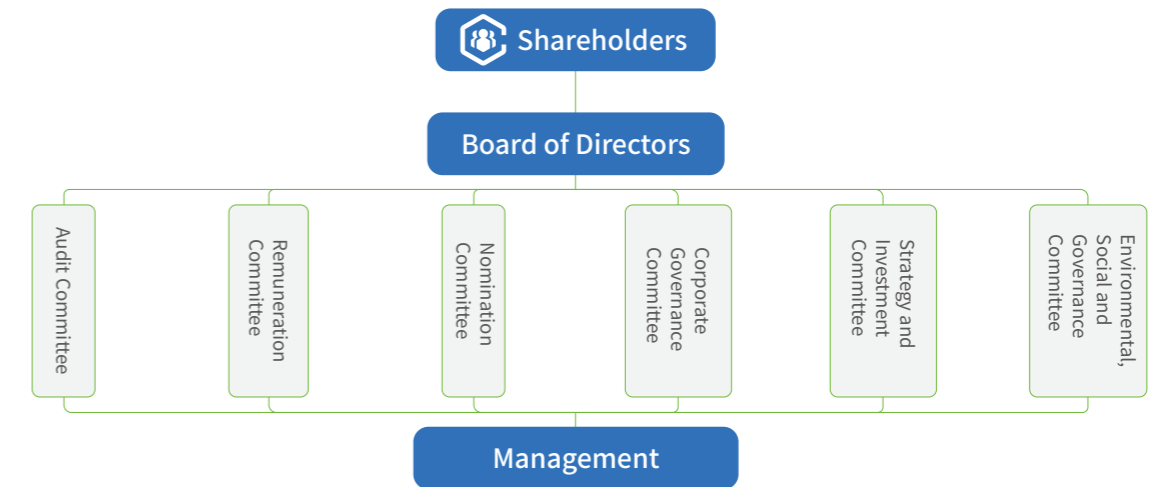 Shareholders
Board of Directors
Audit Committee
Remuneration
Committee
Nomination
Committee
Corporate
Governance
Committee
Strategy and
Investment
Committee
Environmental,
Social and
Governance
Committee
Management